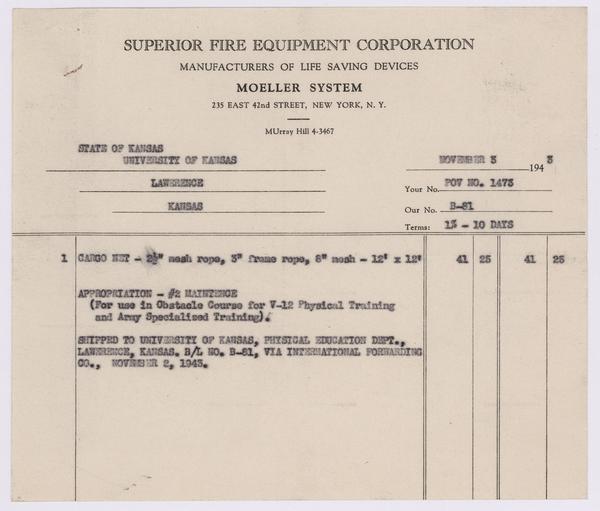 SUPERIOR FIRE EQUIPMENT CORPORATION
MANUFACTURERS OF LIFE SAVING DEVICES
MOELLER SYSTEM
235 EAST 42nd STREET, NEW YORK, N. Y.
MUrray Hill 4-3467
STATE OF KANSAS
UNIVERSITY OF KANSAS
NOVEMBER 3 1943
LAWRENCE
Your No. POV NO. 1473
KANSAS
Our No. B-81
Terms: 1% - 10 DAYS
1 CARGO NET - 2½" mesh rope, 3" frame rope, 8" mesh - 12' x 12' 41 25 41 25
APPROPRIATION - #2 MAINTENCE
(For use in Obstacle Course for V-12 Physical Training
and Army Specialized Training).
SHIPPED TO UNIVERSITY OF KANSAS, PHYSICAL EDUCATION DEPT.,
LAWRENCE, KANSAS. B/L NO. B-81, VIA INTERNATIONAL FORWARDING
CO., NOVEMBER 2, 1943.